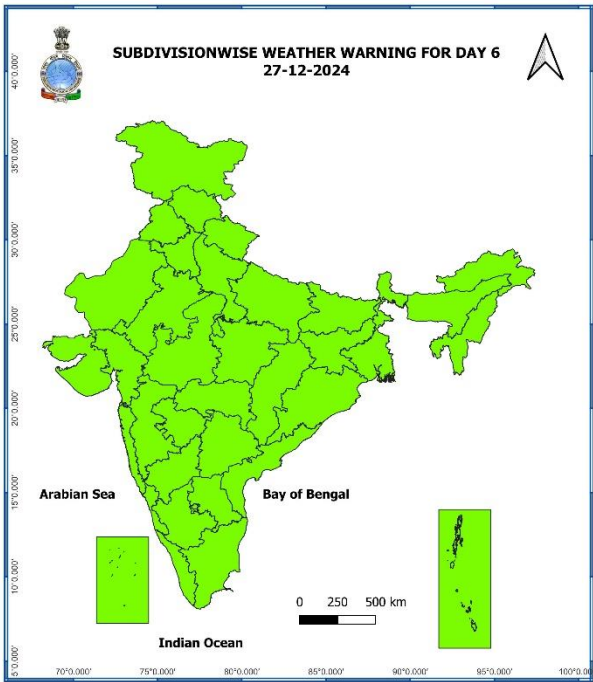 SUBDIVISIONWISE WEATHER WARNING FOR DAY 6
27-12-2024
40°0.000'
35°0.000'
30°0.000'
25°0.000'
20°0.000'
15°0.000'
10°0.000'
5°0.000'
Arabian Sea
Bay of Bengal
0 250 500 km
Indian Ocean
70°0.000' 75°0.000' 80°0.000' 85°0.000' 90°0.000' 95°0.000' 100°0.0